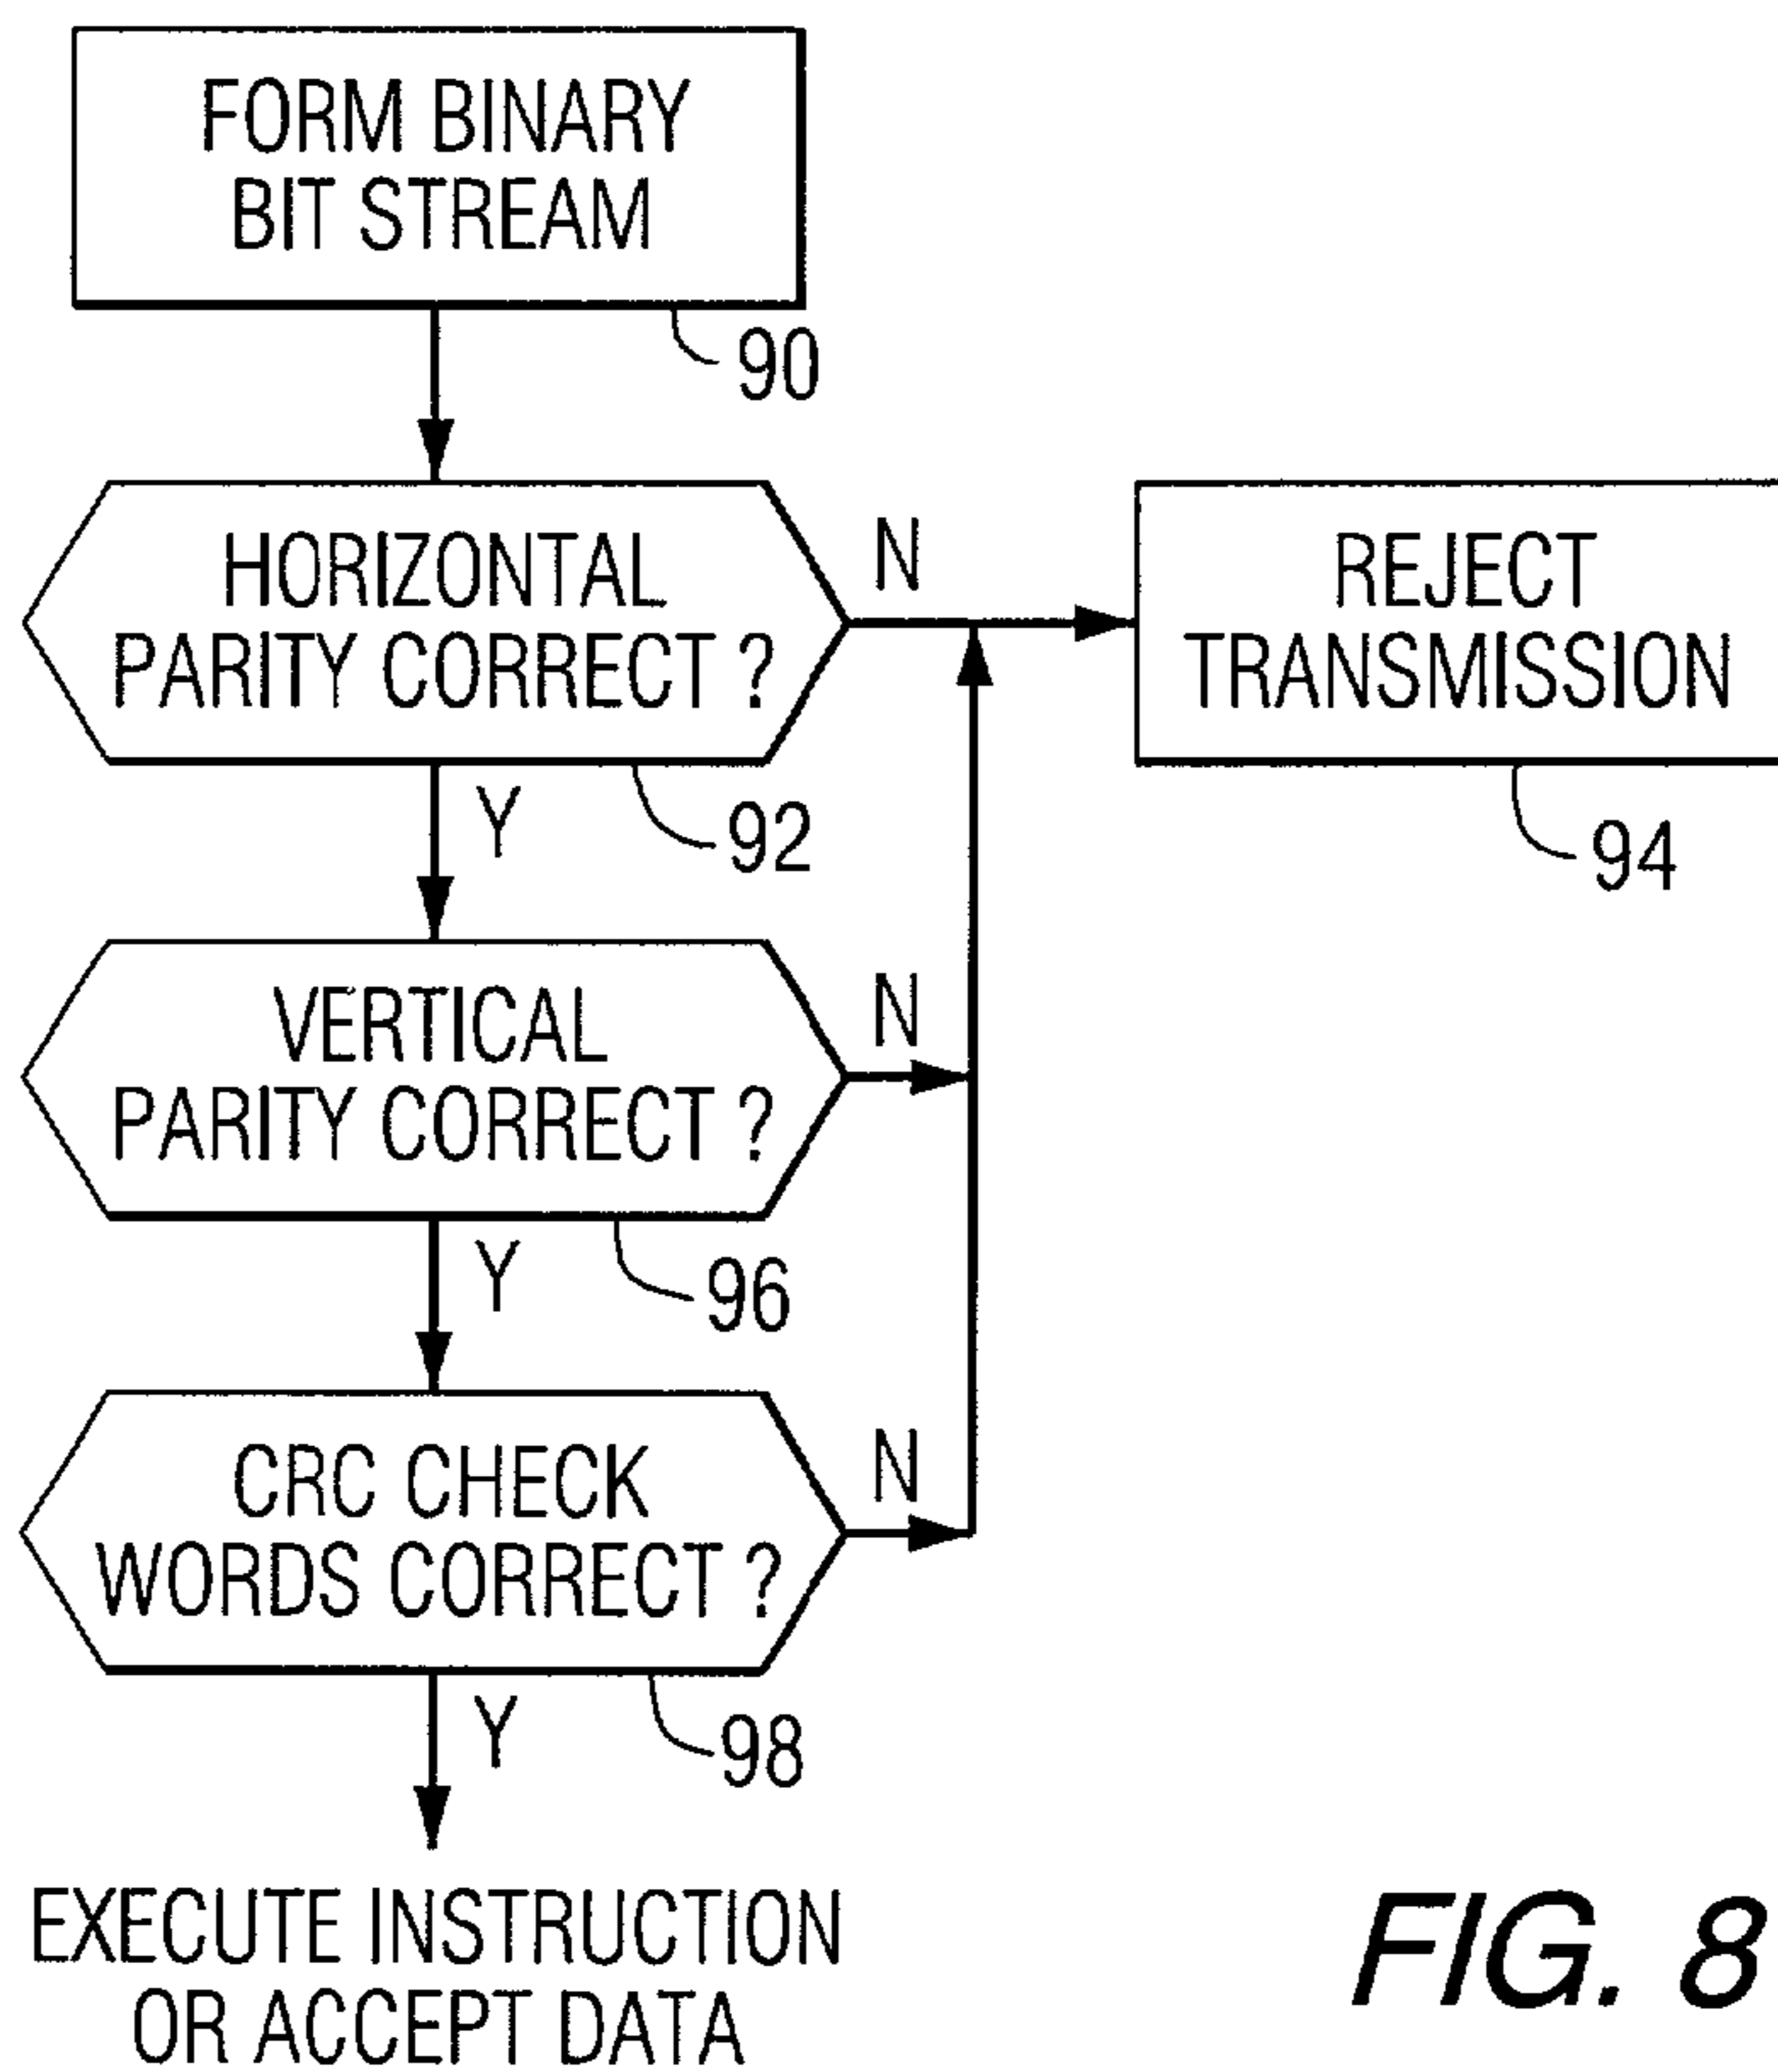 FORM BINARY
BIT STREAM
90
HORIZONTAL
PARITY CORRECT ?
N
REJECT
TRANSMISSION
Y
92
94
VERTICAL
PARITY CORRECT ?
N
Y
96
CRC CHECK
WORDS CORRECT ?
N
Y
98
EXECUTE INSTRUCTION
OR ACCEPT DATA
FIG. 8